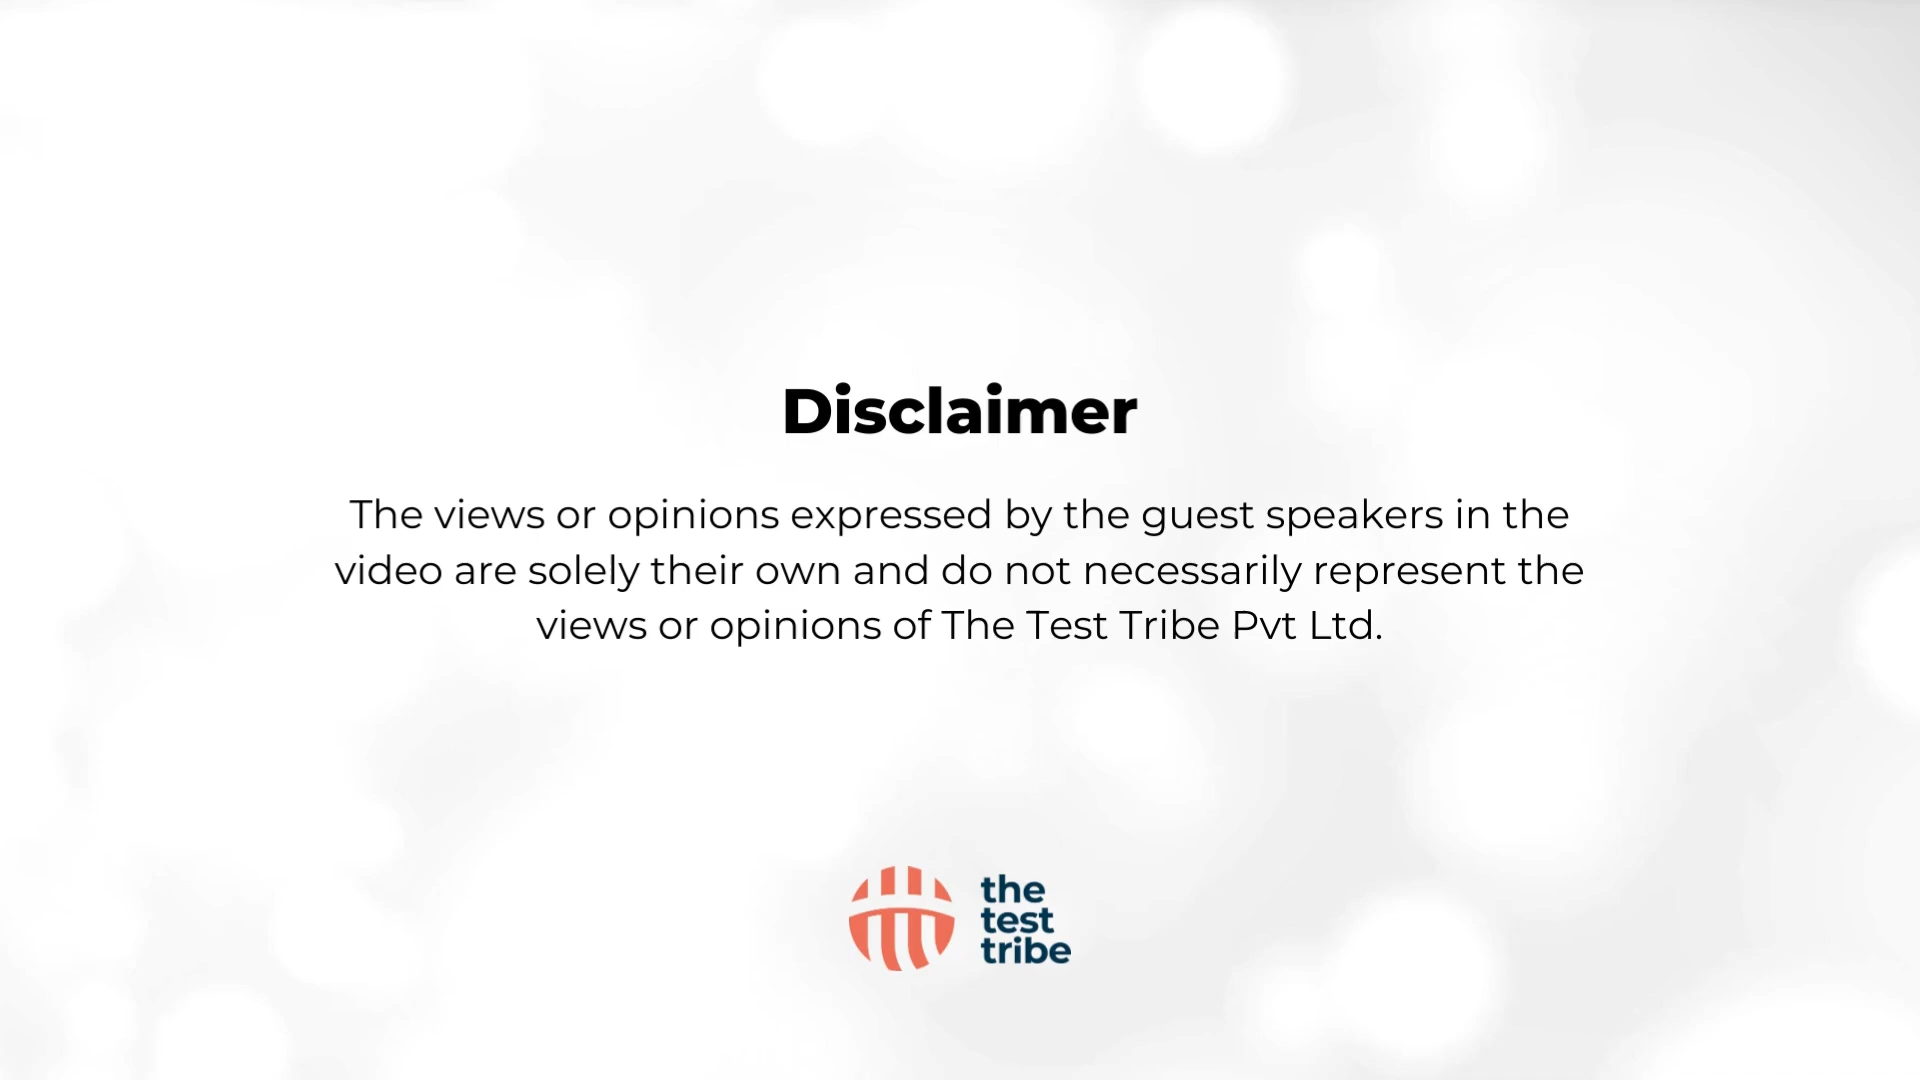 Disclaimer
The views or opinions expressed by the guest speakers in the
video are solely their own and do not necessarily represent the
views or opinions of The Test Tribe Pvt Ltd.
the
test
tribe